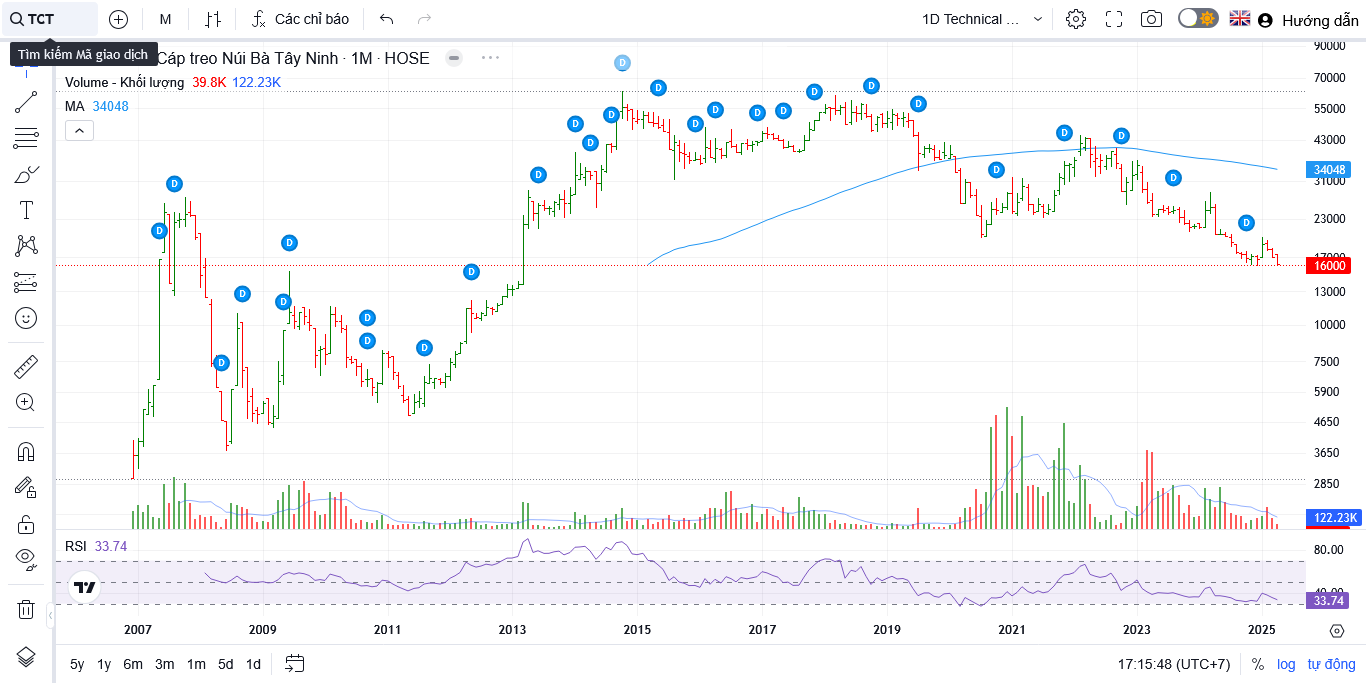 TCT
M
Các chỉ báo
1D Technical ...
Hướng dẫn
Tìm kiếm Mã giao dịch
Cáp treo Núi Bà Tây Ninh · 1M · HOSE
Volume - Khối lượng 39.8K 122.23K
MA 34048
D D D D D D D D D D D D D D D D D D D D D D D D D D D D
90000
70000
55000
43000
34048
31000
23000
17000
16000
13000
10000
7500
5900
4650
3650
2850
122.23K
RSI 33.74
80.00
40.00
33.74
2007 2009 2011 2013 2015 2017 2019 2021 2023 2025
5y 1y 6m 3m 1m 5d 1d
17:15:48 (UTC+7) % log tự động